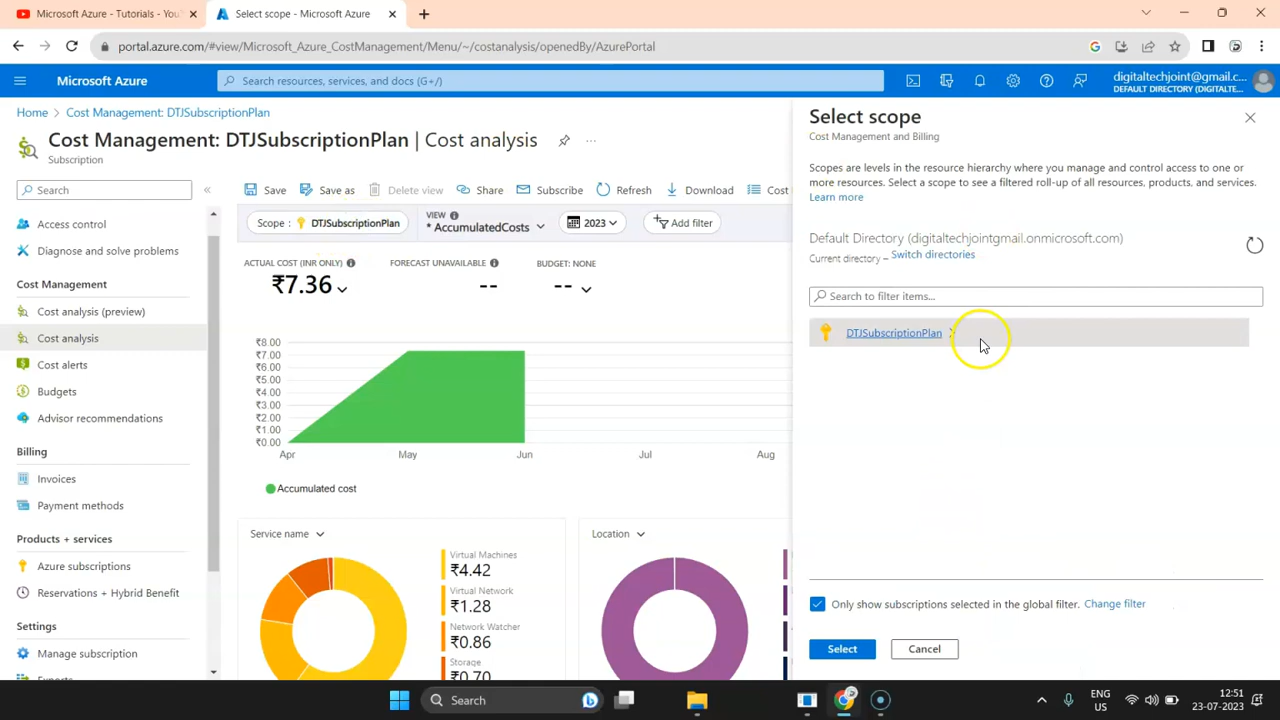 Microsoft Azure - Tutorials - You
Select scope - Microsoft Azure
portal.azure.com/#view/Microsoft_Azure_CostManagement/Menu/~/costanalysis/openedBy/AzurePortal
Microsoft Azure
Search resources, services, and docs (G+/)
digitaltechjoint@gmail.c...
DEFAULT DIRECTORY (DIGITALTE...
Home > Cost Management: DTJSubscriptionPlan
Cost Management: DTJSubscriptionPlan | Cost analysis
Subscription
Search
Access control
Diagnose and solve problems
Cost Management
Cost analysis (preview)
Cost analysis
Cost alerts
Budgets
Advisor recommendations
Billing
Invoices
Payment methods
Products + services
Azure subscriptions
Reservations + Hybrid Benefit
Settings
Manage subscription
Save
Save as
Delete view
Share
Subscribe
Refresh
Download
Cost
Scope : DTJSubscriptionPlan
VIEW
* AccumulatedCosts
2023
Add filter
ACTUAL COST (INR ONLY)
₹7.36
FORECAST UNAVAILABLE
--
BUDGET: NONE
--
₹8.00
₹7.00
₹6.00
₹5.00
₹4.00
₹3.00
₹2.00
₹1.00
₹0.00
Apr May Jun Jul Aug
Accumulated cost
Service name
Virtual Machines
₹4.42
Virtual Network
₹1.28
Network Watcher
₹0.86
Storage
₹0.70
Location
Select scope
Cost Management and Billing
Scopes are levels in the resource hierarchy where you manage and control access to one or
more resources. Select a scope to see a filtered roll-up of all resources, products, and services.
Learn more
Default Directory (digitaltechjointgmail.onmicrosoft.com)
Current directory – Switch directories
Search to filter items...
DTJSubscriptionPlan
Only show subscriptions selected in the global filter. Change filter
Select
Cancel
Search
ENG
US
12:51
23-07-2023